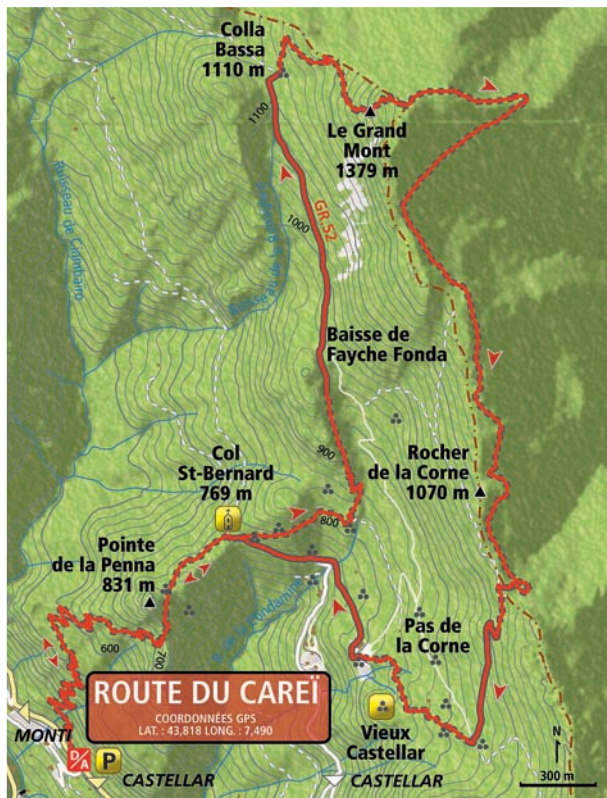 Colla
Bassa
1110 m
Le Grand
Mont
1379 m
1100
Ruisseau de Ciambairo
GR.52
1000
Baisse de
Fayche Fonda
900
Col
St-Bernard
769 m
Rocher
de la Corne
1070 m
800
Pointe
de la Penna
831 m
600
700
Pas de
la Corne
ROUTE DU CAREÏ
COORDONNÉES GPS
LAT. : 43,818 LONG. : 7,490
Vieux
Castellar
MONTI
D/A
P
CASTELLAR
CASTELLAR
N
300 m